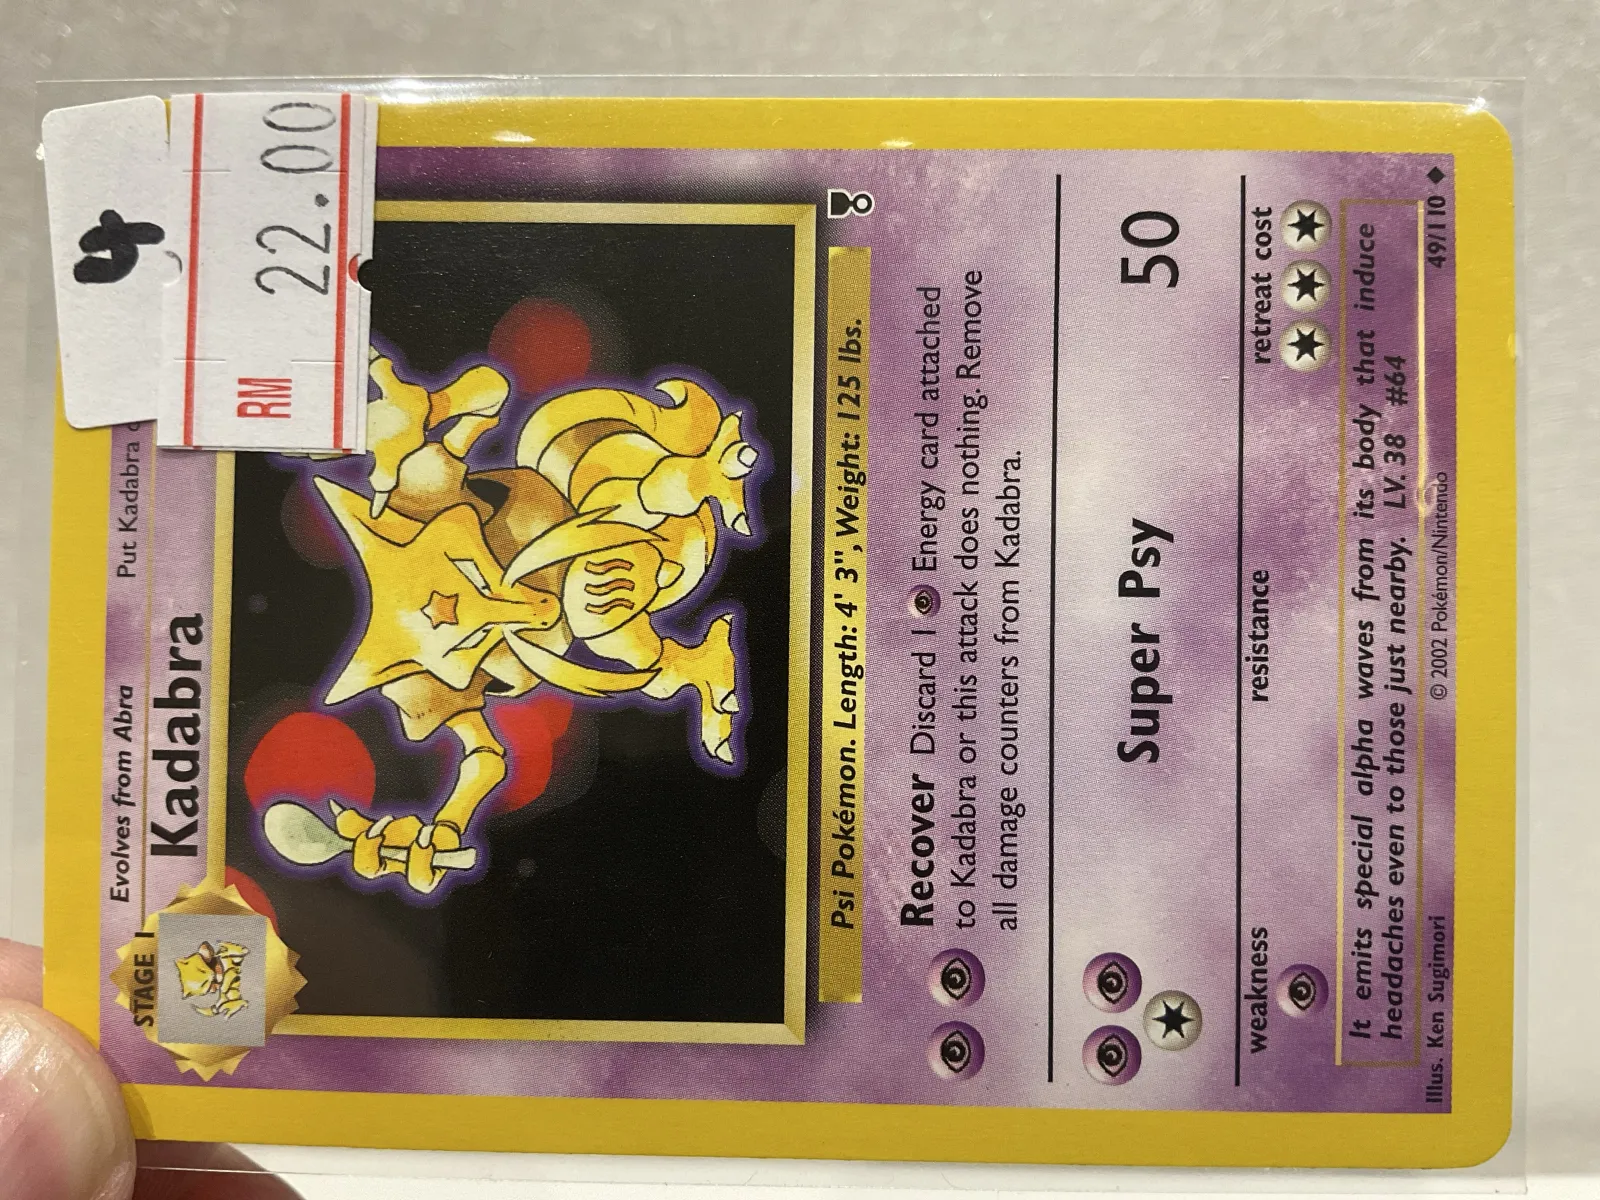 4
RM
22.00
STAGE 1
Evolves from Abra
Put Kadabra
Kadabra
Psi Pokémon. Length: 4' 3", Weight: 125 lbs.
Recover Discard 1 Energy card attached
to Kadabra or this attack does nothing. Remove
all damage counters from Kadabra.
Super Psy 50
weakness resistance retreat cost
It emits special alpha waves from its body that induce
headaches even to those just nearby. LV. 38 #64
Illus. Ken Sugimori © 2002 Pokémon/Nintendo 49/110